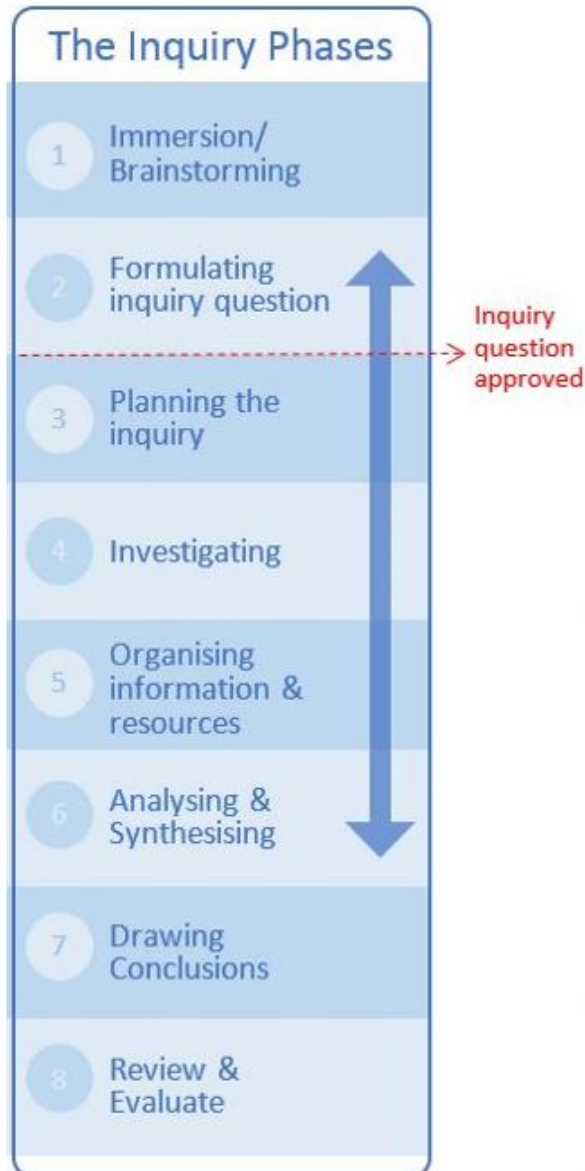 The Inquiry Phases
1
Immersion/
Brainstorming
2
Formulating
inquiry question
Inquiry
question
approved
3
Planning the
inquiry
4
Investigating
5
Organising
information &
resources
6
Analysing &
Synthesising
7
Drawing
Conclusions
8
Review &
Evaluate